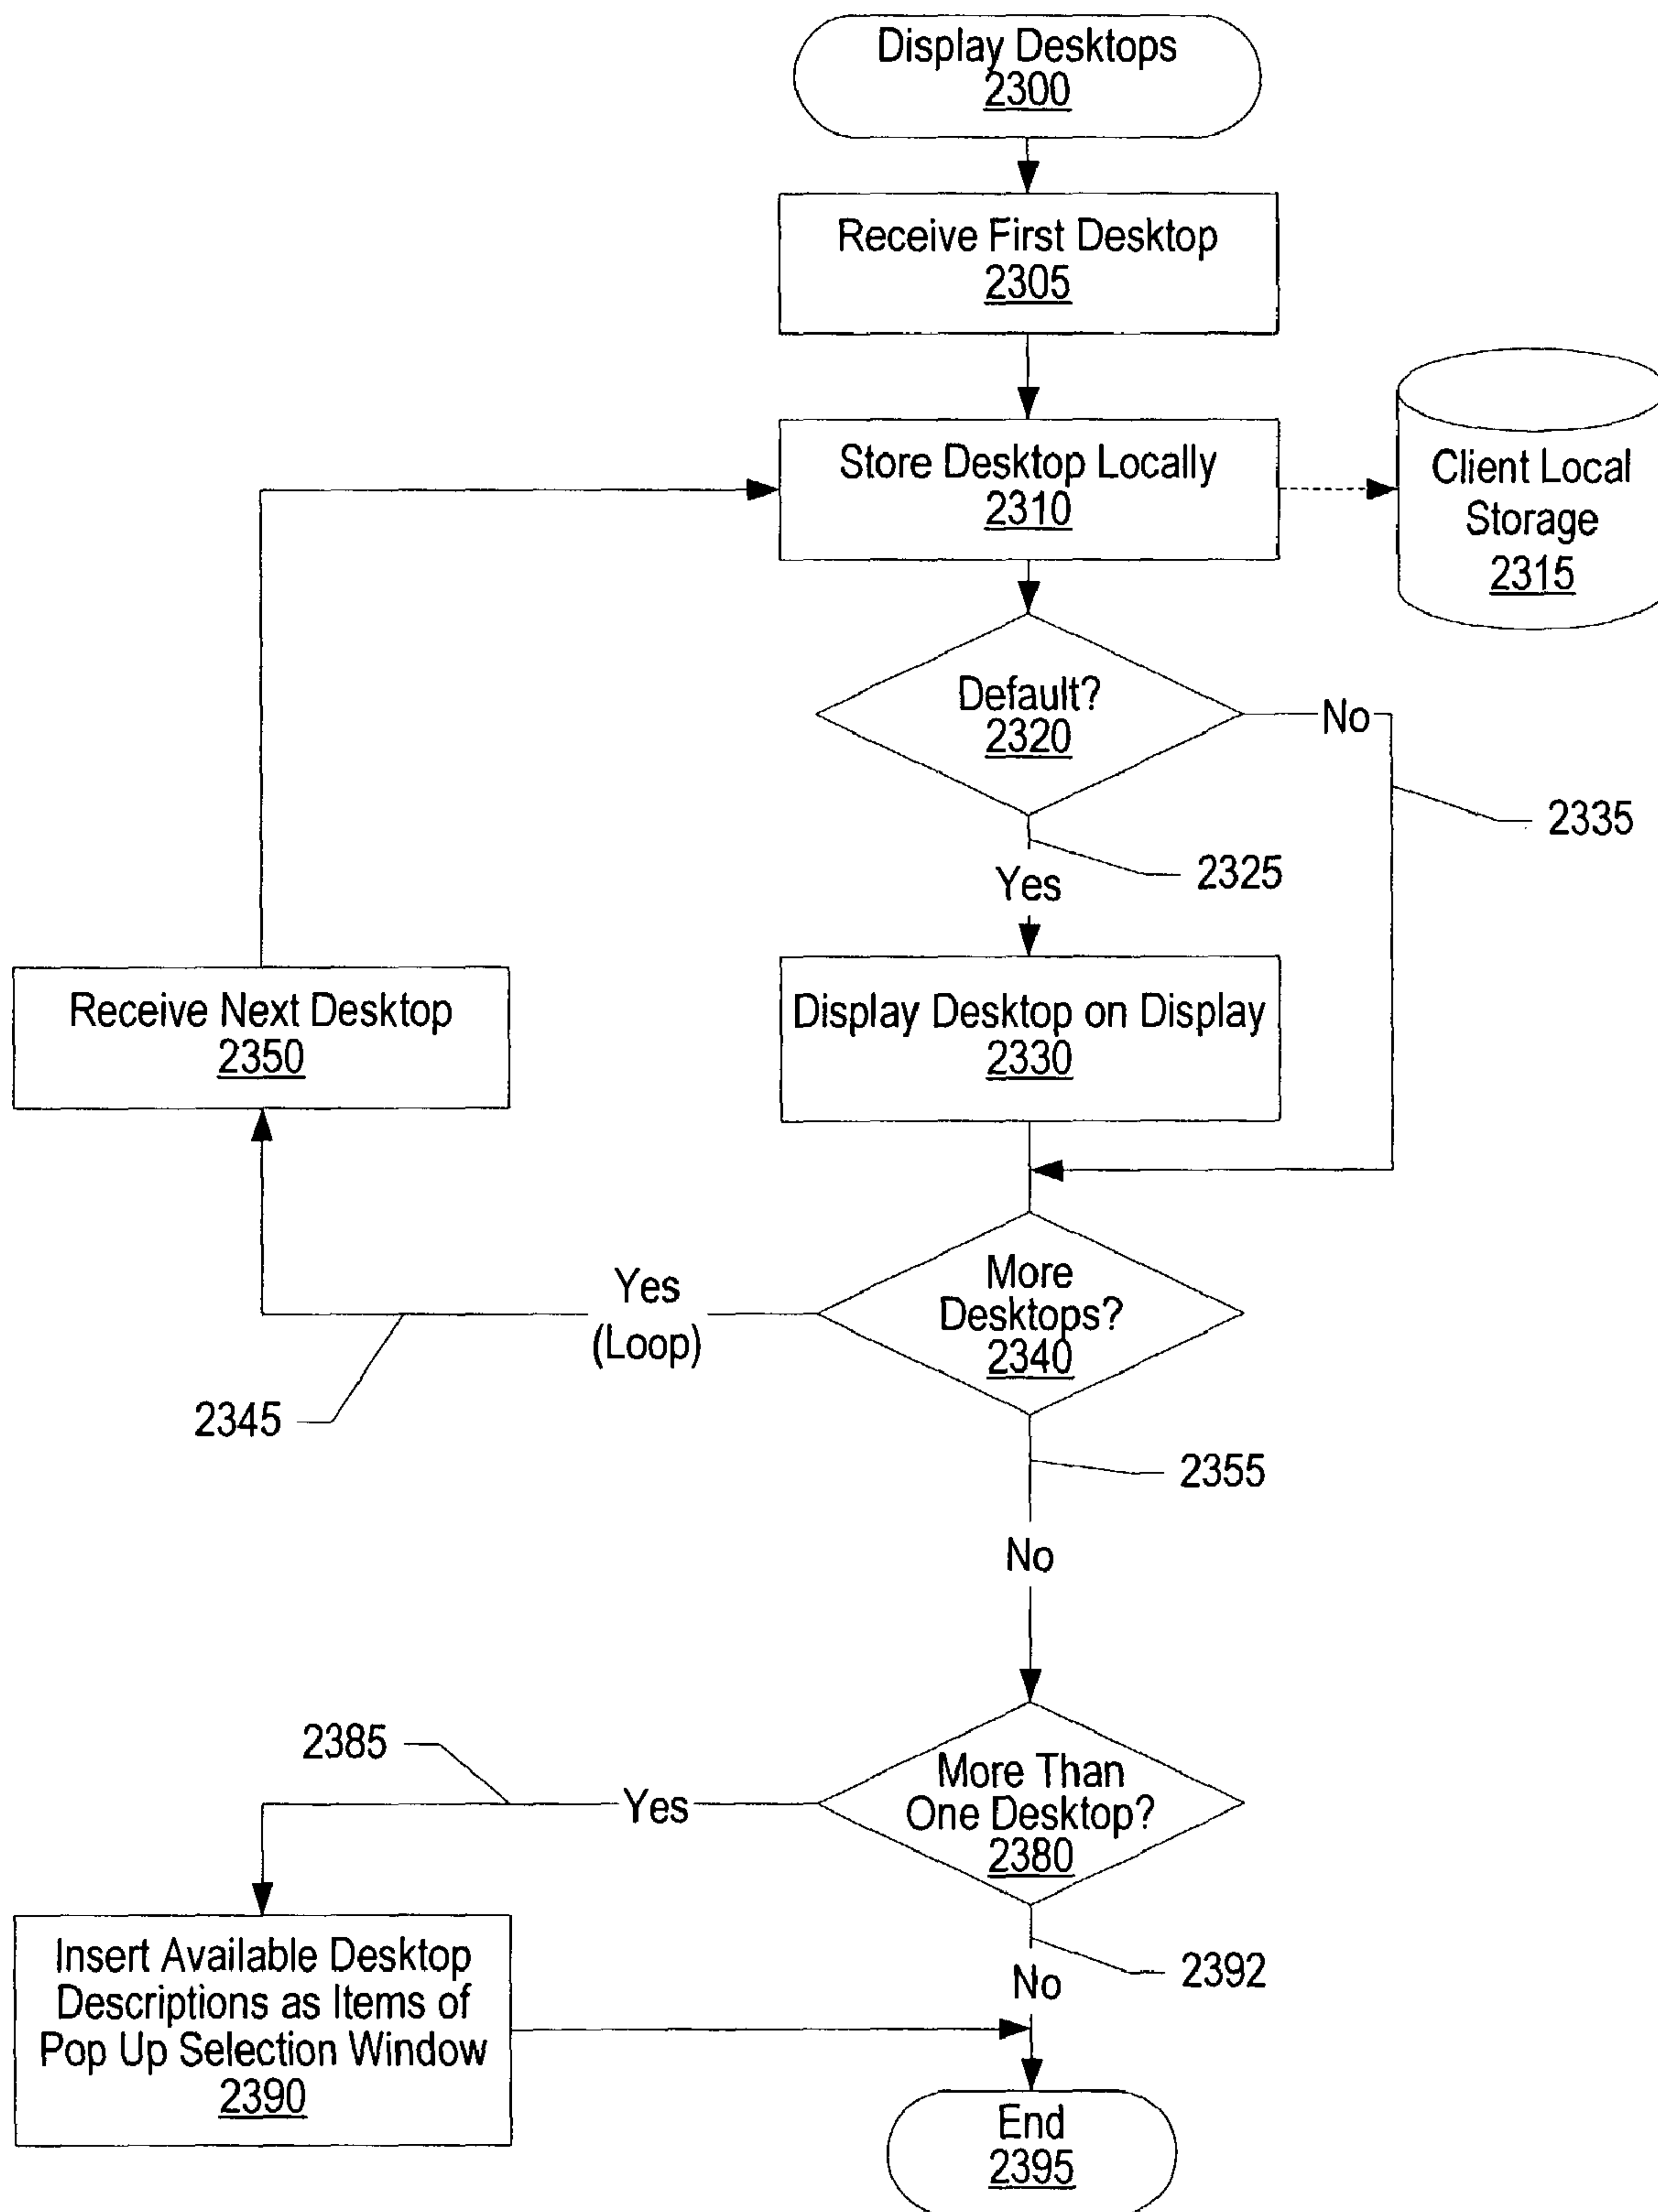 Display Desktops
2300
Receive First Desktop
2305
Store Desktop Locally
2310
Client Local
Storage
2315
Default?
2320
No
2335
2325
Yes
Receive Next Desktop
2350
Display Desktop on Display
2330
More
Desktops?
2340
Yes
(Loop)
2345
2355
No
2385
More Than
One Desktop?
2380
Yes
Insert Available Desktop
Descriptions as Items of
Pop Up Selection Window
2390
2392
No
End
2395